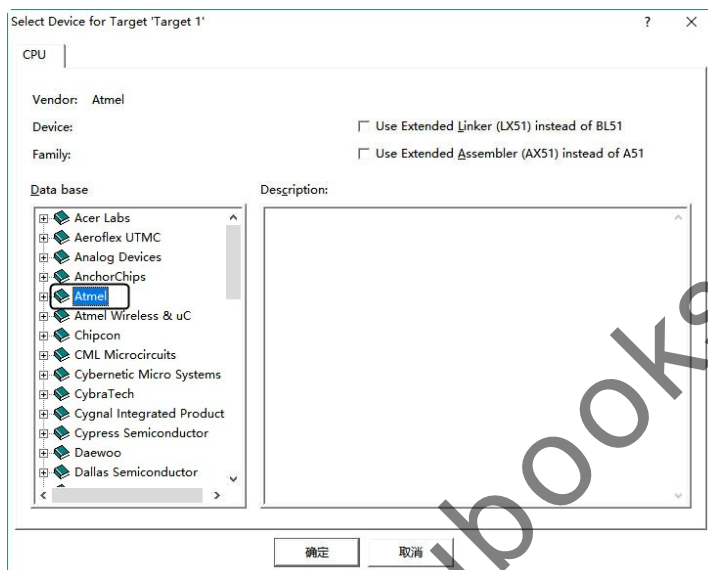 Select Device for Target 'Target 1'
?
CPU
Vendor: Atmel
Device:
Use Extended Linker (LX51) instead of BL51
Family:
Use Extended Assembler (AX51) instead of A51
Data base
Description:
Acer Labs
Aeroflex UTMC
Analog Devices
AnchorChips
Atmel
Atmel Wireless & uC
Chipcon
CML Microcircuits
Cybernetic Micro Systems
CybraTech
Cygnal Integrated Product
Cypress Semiconductor
Daewoo
Dallas Semiconductor
确定
取消